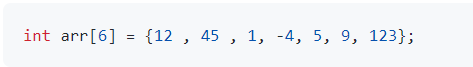 int arr[6] = {12 , 45 , 1, -4, 5, 9, 123};